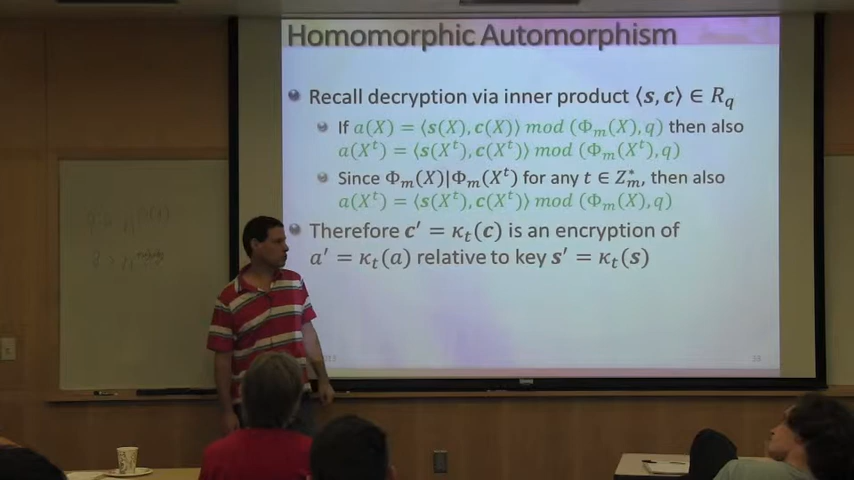 Homomorphic Automorphism
Recall decryption via inner product ⟨s, c⟩ ∈ R_q
If a(X) = ⟨s(X), c(X)⟩ mod (Φ_m(X), q) then also
a(X^t) = ⟨s(X^t), c(X^t)⟩ mod (Φ_m(X^t), q)
Since Φ_m(X)|Φ_m(X^t) for any t ∈ Z_m^*, then also
a(X^t) = ⟨s(X^t), c(X^t)⟩ mod (Φ_m(X), q)
Therefore c′ = κ_t(c) is an encryption of
a′ = κ_t(a) relative to key s′ = κ_t(s)